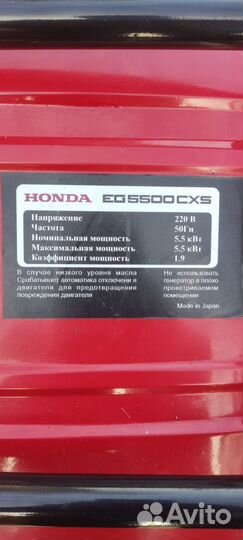 HONDA EG5500CXS
Напряжение 220 В
Частота 50Гц
Номинальная мощность 5.5 кВт
Максимальная мощность 5.5 кВт
Коэффициент мощность 1.9
В случае низкого уровня масла
Срабатывает автоматика отключени я
двигателя для предотвращения
повреждения двигателя
Не использовать
генератор в плохо
проветриваемом
помещении
Made in Japan
Avito